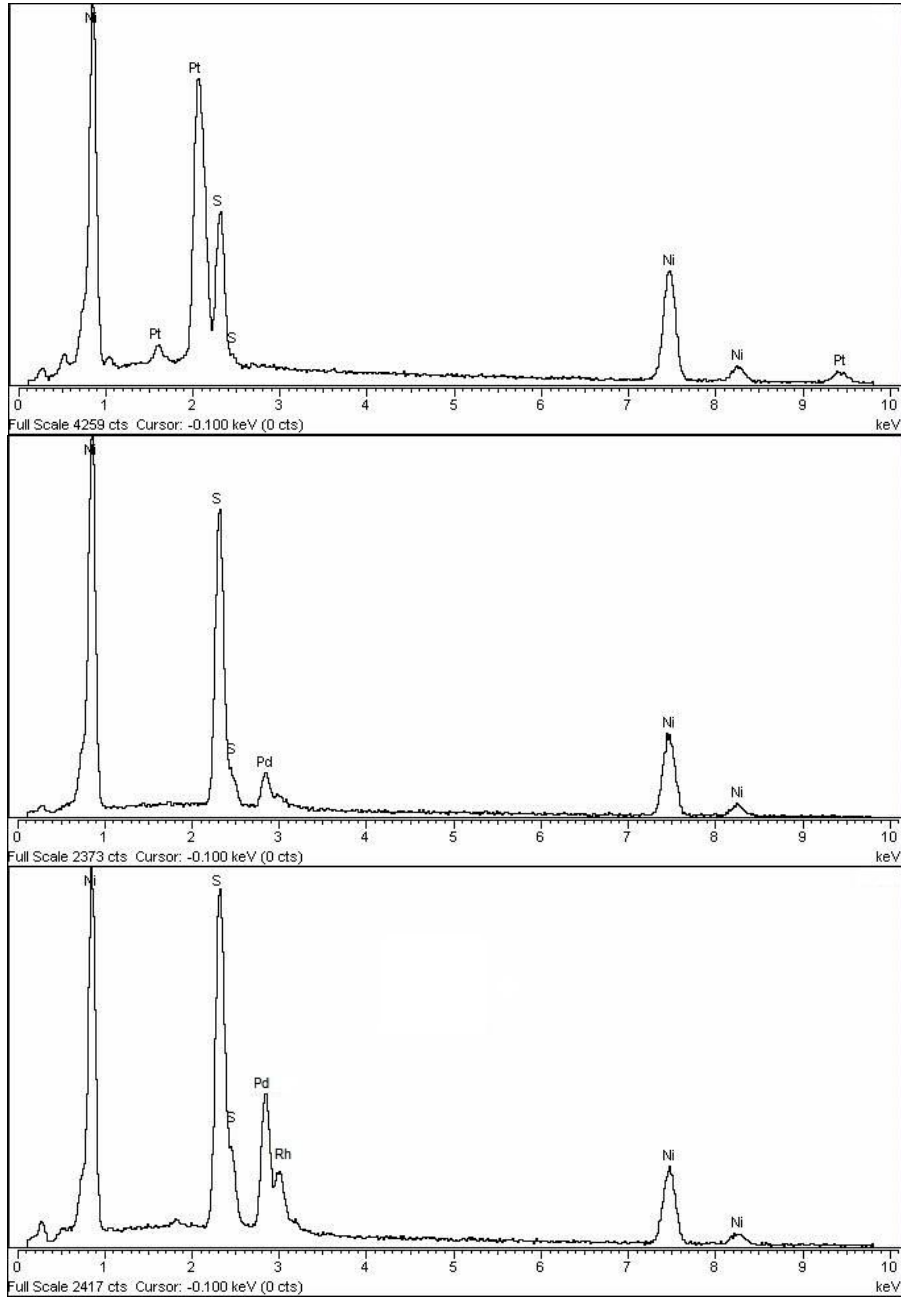 Ni
Pt
S
Pt
S
Ni
Ni
Pt
0 1 2 3 4 5 6 7 8 9 10
Full Scale 4259 cts Cursor: -0.100 keV (0 cts) keV
Ni
S
S
Pd
Ni
Ni
0 1 2 3 4 5 6 7 8 9 10
Full Scale 2373 cts Cursor: -0.100 keV (0 cts) keV
Ni
S
Pd
S
Rh
Ni
Ni
0 1 2 3 4 5 6 7 8 9 10
Full Scale 2417 cts Cursor: -0.100 keV (0 cts) keV